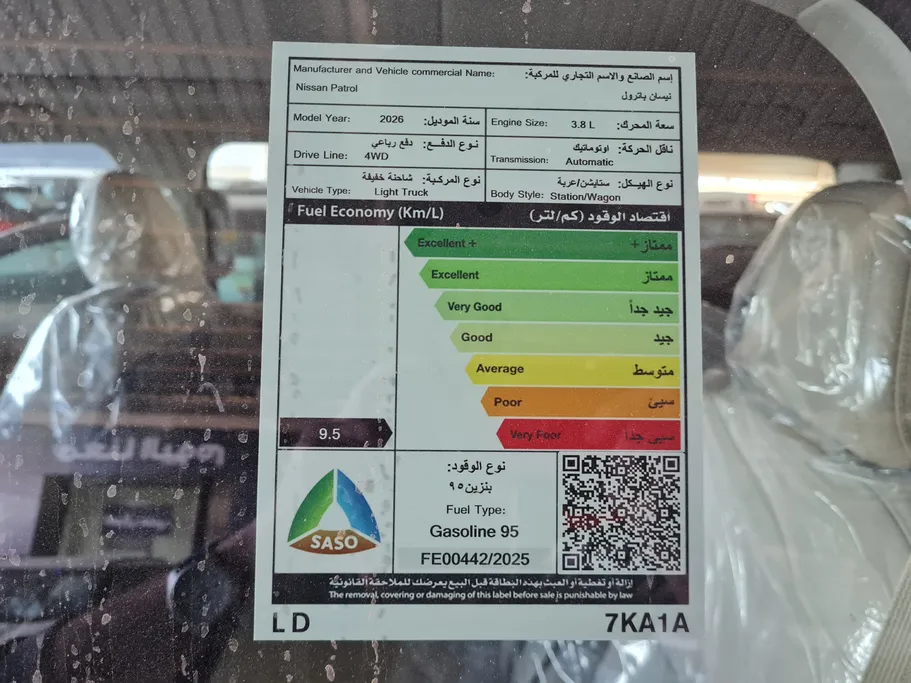 Manufacturer and Vehicle commercial Name: إسم الصانع والاسم التجاري للمركبة:
Nissan Patrol نيسان باترول
Model Year: 2026 سنة الموديل:
Engine Size: 3.8 L سعة المحرك:
نوع الدفـع: دفع رباعي
Drive Line: 4WD
ناقل الحركة: اوتوماتيك
Transmission: Automatic
نوع المركبة: شاحنة خفيفة
Vehicle Type: Light Truck
نوع الهيكل: ستايشن/عربة
Body Style: Station/Wagon
Fuel Economy (Km/L) اقتصاد الوقود (كم/لتر)
Excellent + ممتاز +
Excellent ممتاز
Very Good جيد جداً
Good جيد
Average متوسط
Poor سيئ
Very Poor سيئ جدا
9.5
نوع الوقود:
بنزين ٩٥
Fuel Type:
Gasoline 95
FE00442/2025
SASO
إزالة أو تغطية أو العبث بهذه البطاقة قبل البيع يعرضك للملاحقة القانونية
The removal, covering or damaging of this label before sale is punishable by law
LD 7KA1A